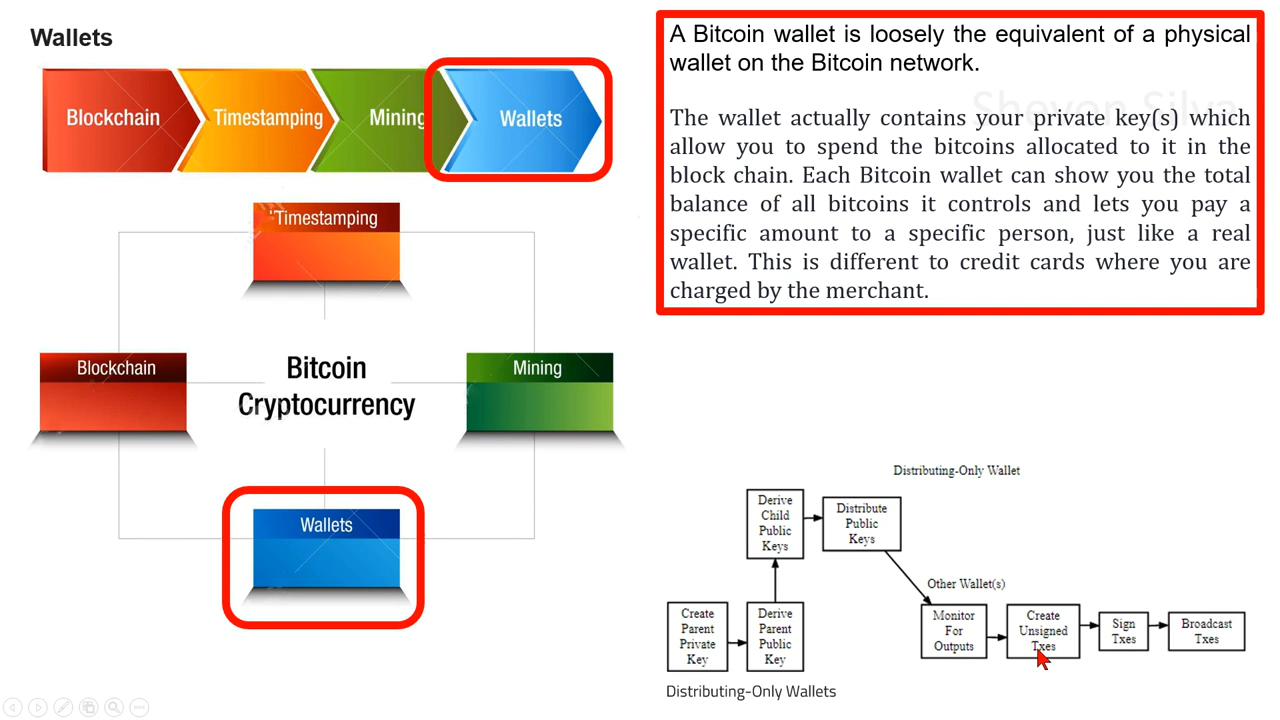 Wallets
Blockchain
Timestamping
Mining
Wallets
Timestamping
Blockchain
Bitcoin
Cryptocurrency
Mining
Wallets
A Bitcoin wallet is loosely the equivalent of a physical
wallet on the Bitcoin network.
Shevon Silva
The wallet actually contains your private key(s) which
allow you to spend the bitcoins allocated to it in the
block chain. Each Bitcoin wallet can show you the total
balance of all bitcoins it controls and lets you pay a
specific amount to a specific person, just like a real
wallet. This is different to credit cards where you are
charged by the merchant.
Distributing-Only Wallet
Derive
Child
Public
Keys
Distribute
Public
Keys
Other Wallet(s)
Create
Parent
Private
Key
Derive
Parent
Public
Key
Monitor
For
Outputs
Create
Unsigned
Txes
Sign
Txes
Broadcast
Txes
Distributing-Only Wallets